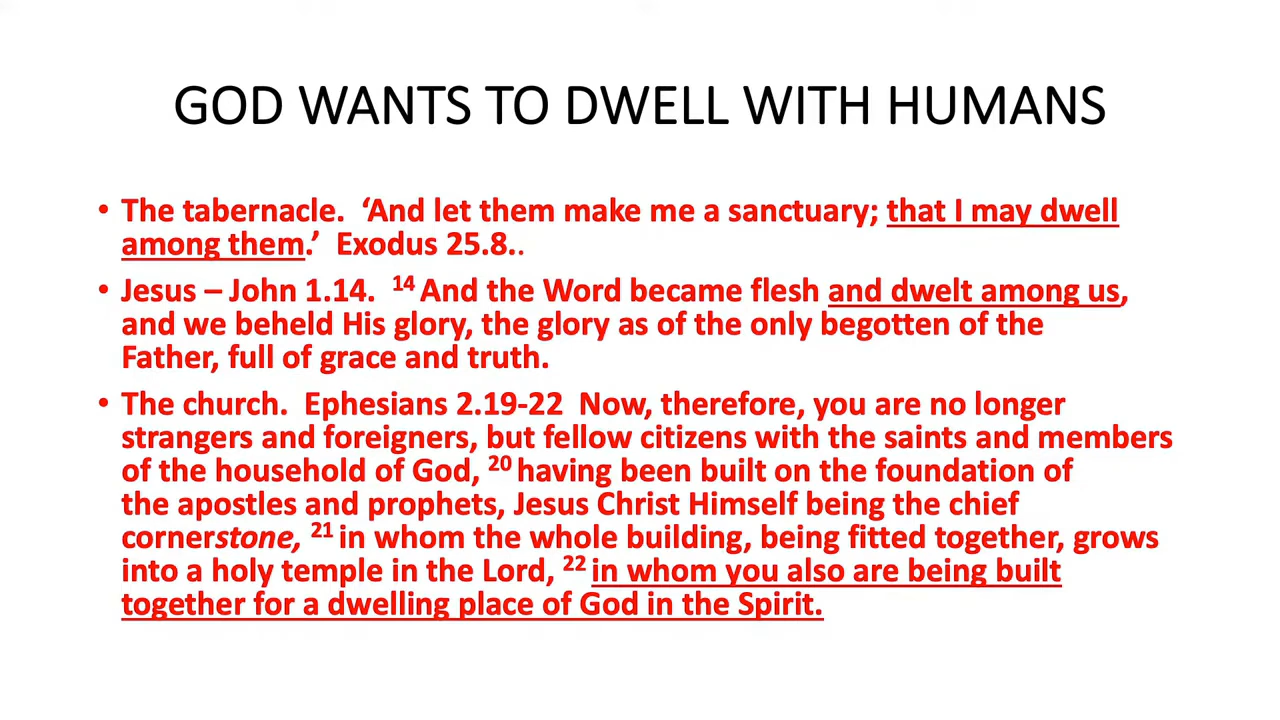 GOD WANTS TO DWELL WITH HUMANS
• The tabernacle.  ‘And let them make me a sanctuary; that I may dwell
among them.’  Exodus 25.8..
• Jesus – John 1.14.  14 And the Word became flesh and dwelt among us,
and we beheld His glory, the glory as of the only begotten of the
Father, full of grace and truth.
• The church.  Ephesians 2.19-22  Now, therefore, you are no longer
strangers and foreigners, but fellow citizens with the saints and members
of the household of God, 20 having been built on the foundation of
the apostles and prophets, Jesus Christ Himself being the chief
cornerstone, 21 in whom the whole building, being fitted together, grows
into a holy temple in the Lord, 22 in whom you also are being built
together for a dwelling place of God in the Spirit.